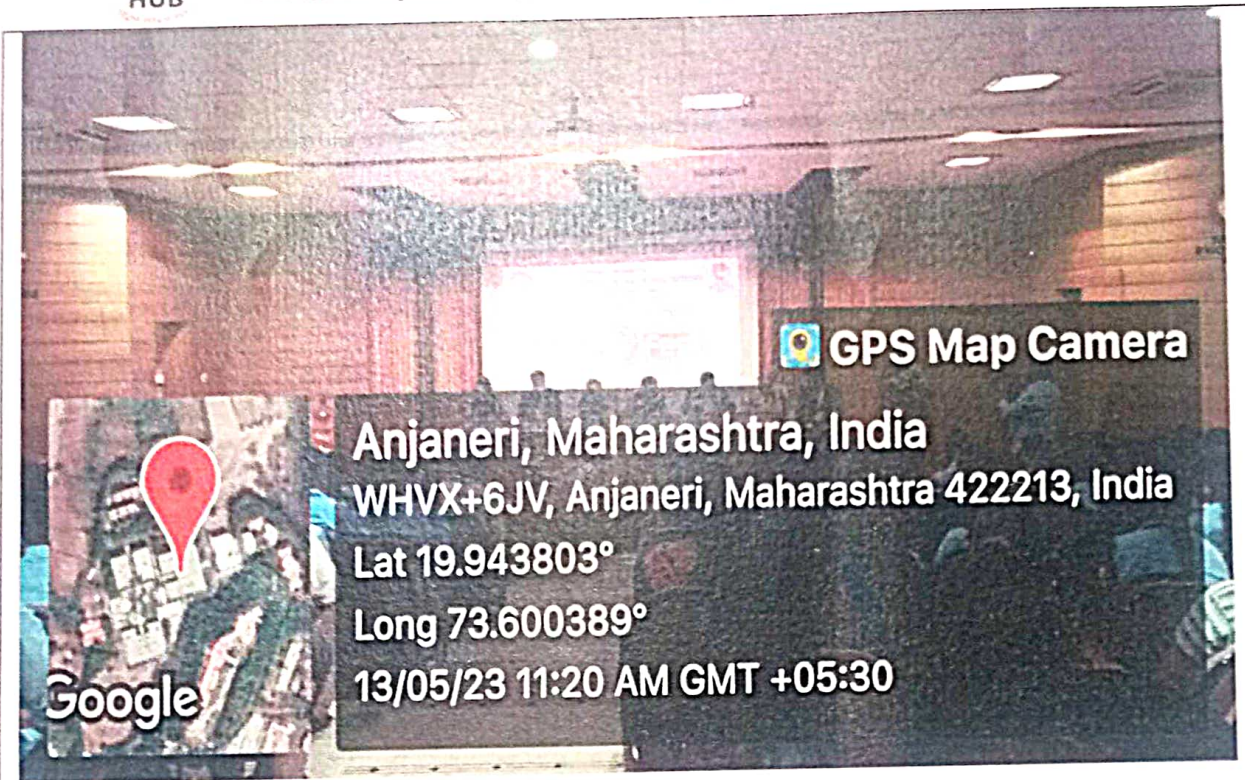 HUB
GPS Map Camera
Anjaneri, Maharashtra, India
WHVX+6JV, Anjaneri, Maharashtra 422213, India
Lat 19.943803°
Long 73.600389°
13/05/23 11:20 AM GMT +05:30
Google